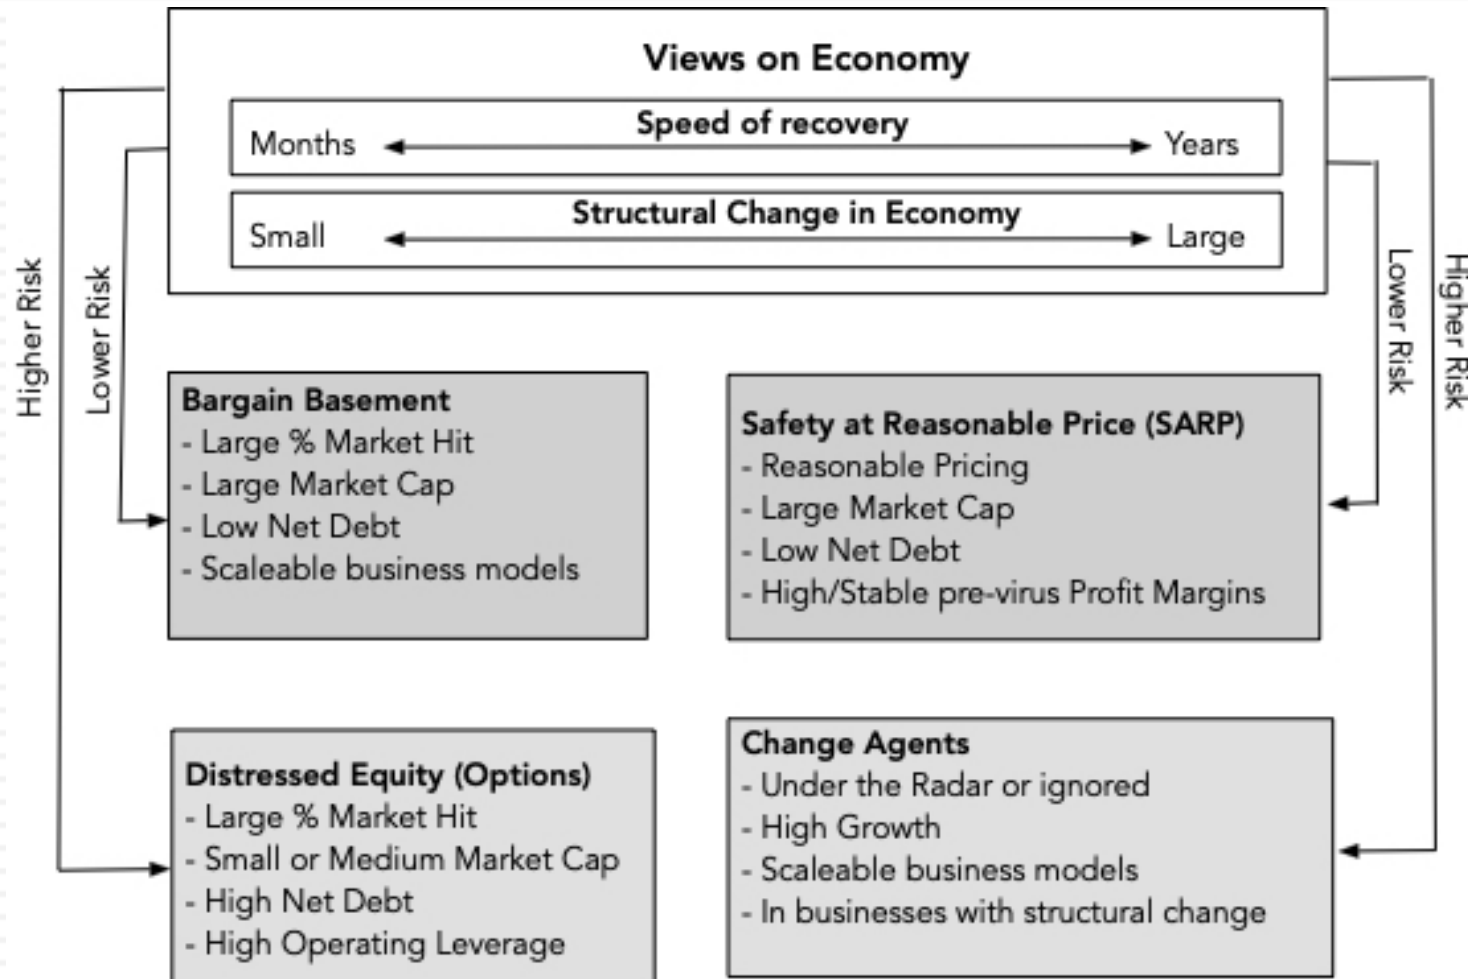 Views on Economy
Speed of recovery
Months
Years
Structural Change in Economy
Small
Large
Higher Risk
Lower Risk
Lower Risk
Higher Risk
Bargain Basement
- Large % Market Hit
- Large Market Cap
- Low Net Debt
- Scaleable business models
Safety at Reasonable Price (SARP)
- Reasonable Pricing
- Large Market Cap
- Low Net Debt
- High/Stable pre-virus Profit Margins
Distressed Equity (Options)
- Large % Market Hit
- Small or Medium Market Cap
- High Net Debt
- High Operating Leverage
Change Agents
- Under the Radar or ignored
- High Growth
- Scaleable business models
- In businesses with structural change